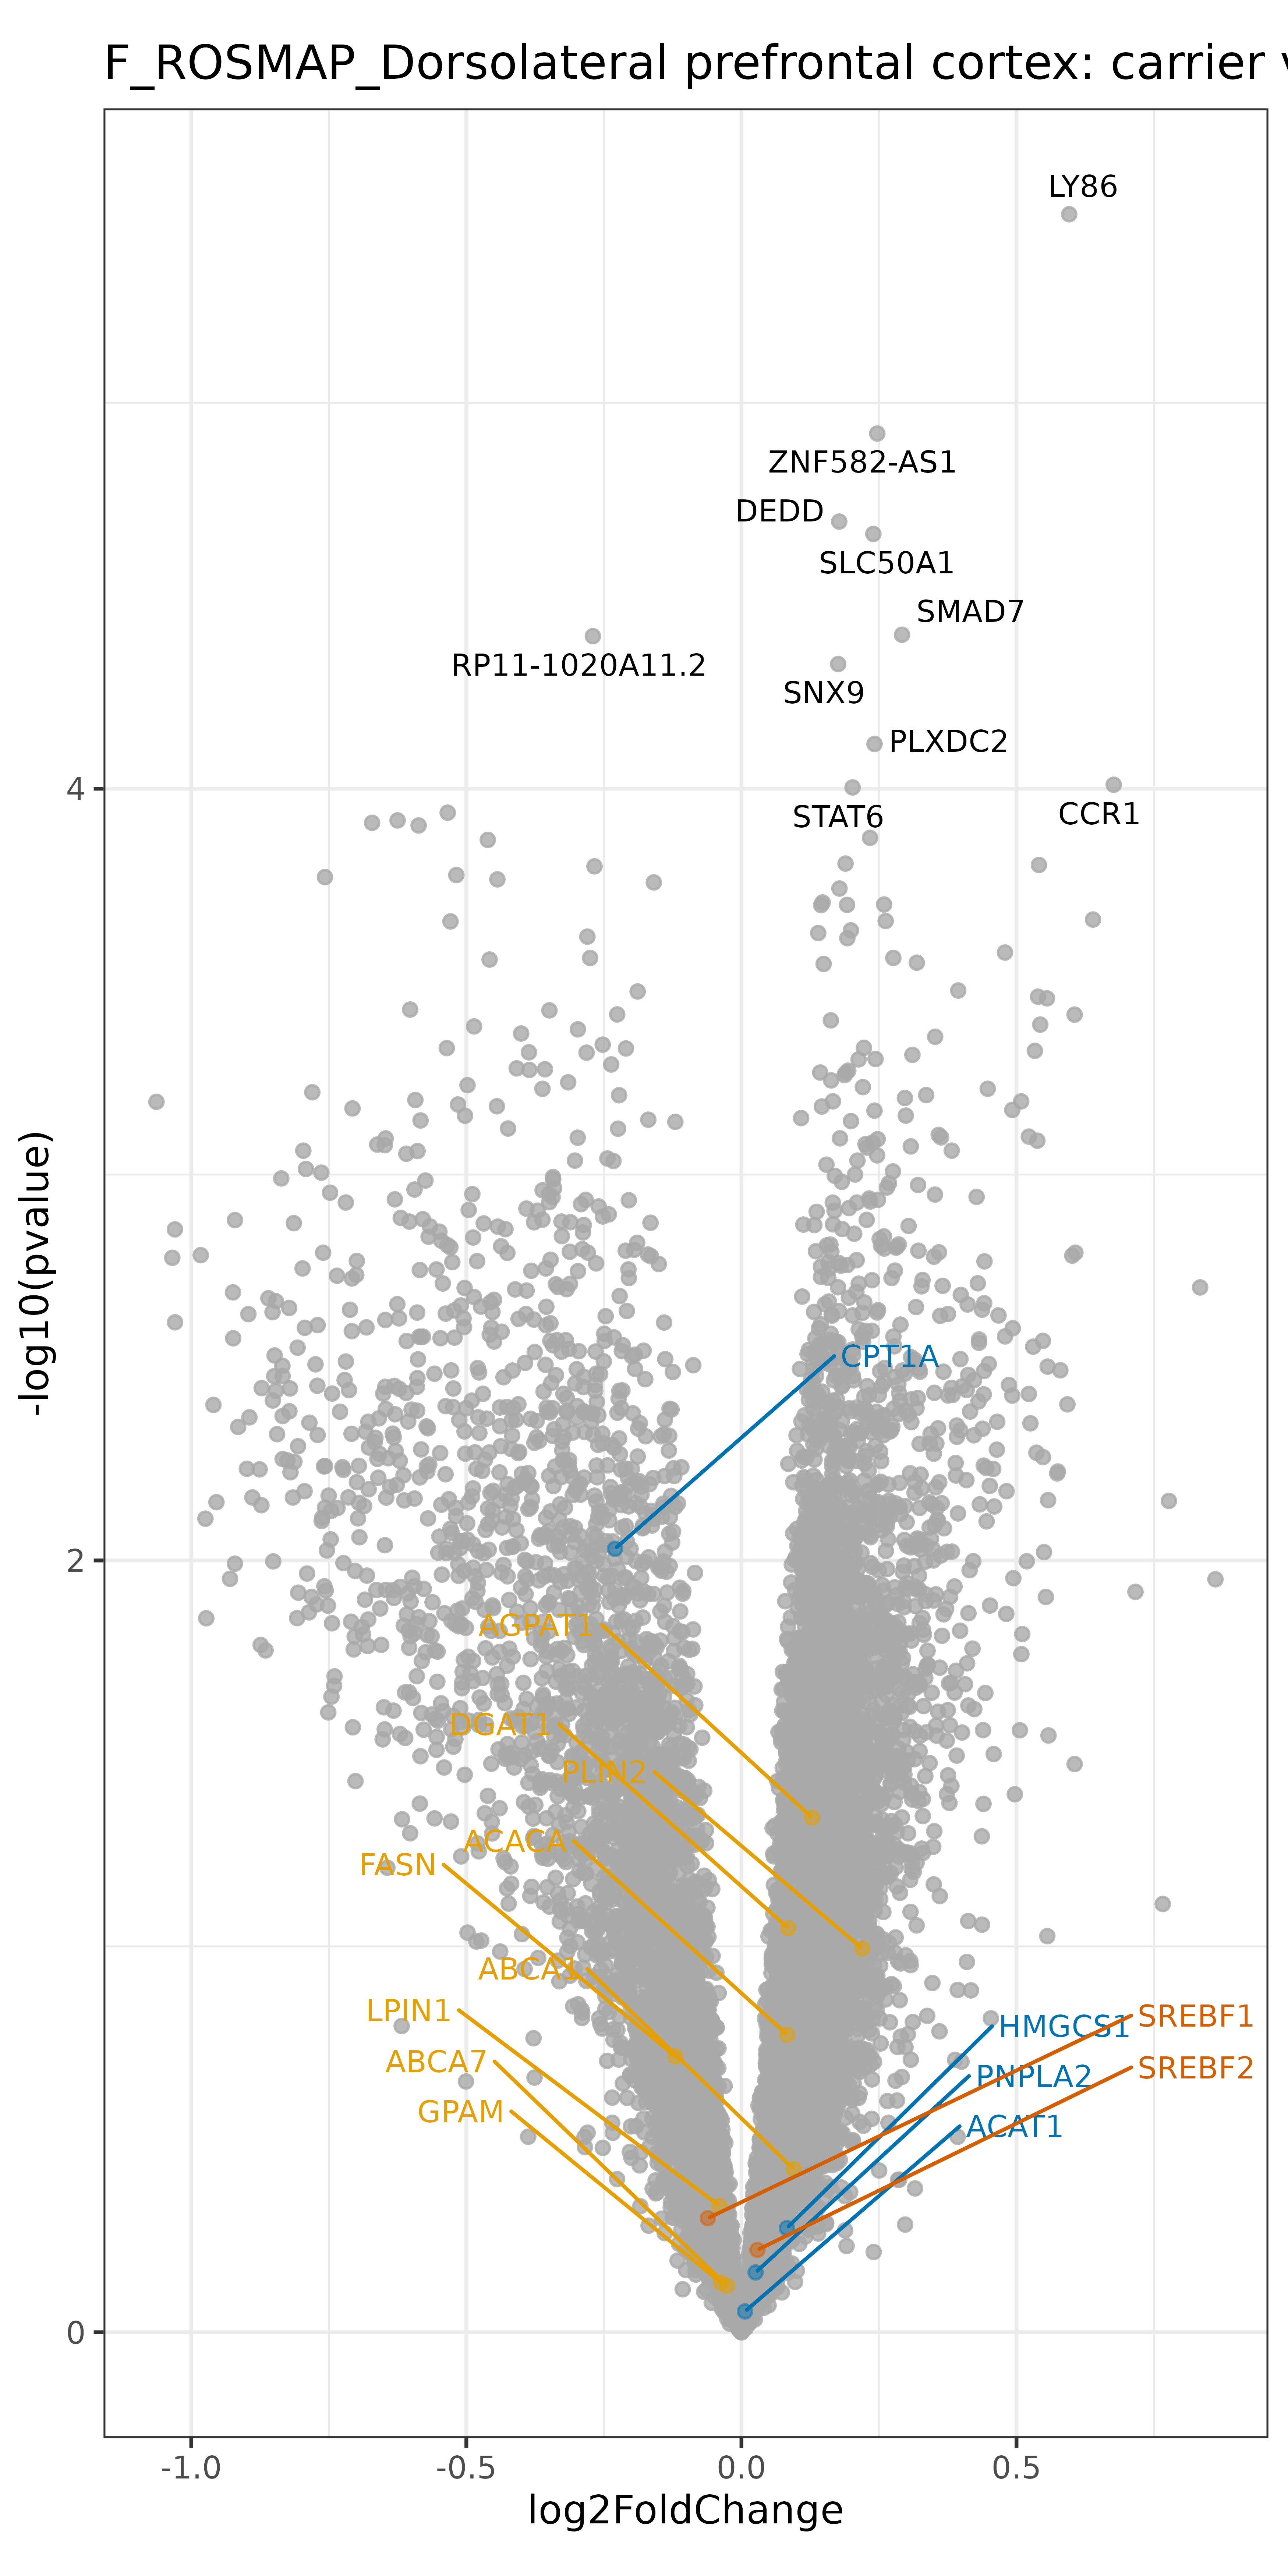 F_ROSMAP_Dorsolateral prefrontal cortex: carrier v
LY86
ZNF582-AS1
DEDD
SLC50A1
SMAD7
RP11-1020A11.2
SNX9
PLXDC2
4
STAT6
CCR1
CPT1A
-log10(pvalue)
2
AGPAT1
DGAT1
PLIN2
ACACA
FASN
ABCA1
LPIN1
HMGCS1
SREBF1
ABCA7
PNPLA2
SREBF2
GPAM
ACAT1
0
-1.0
-0.5
0.0
0.5
log2FoldChange